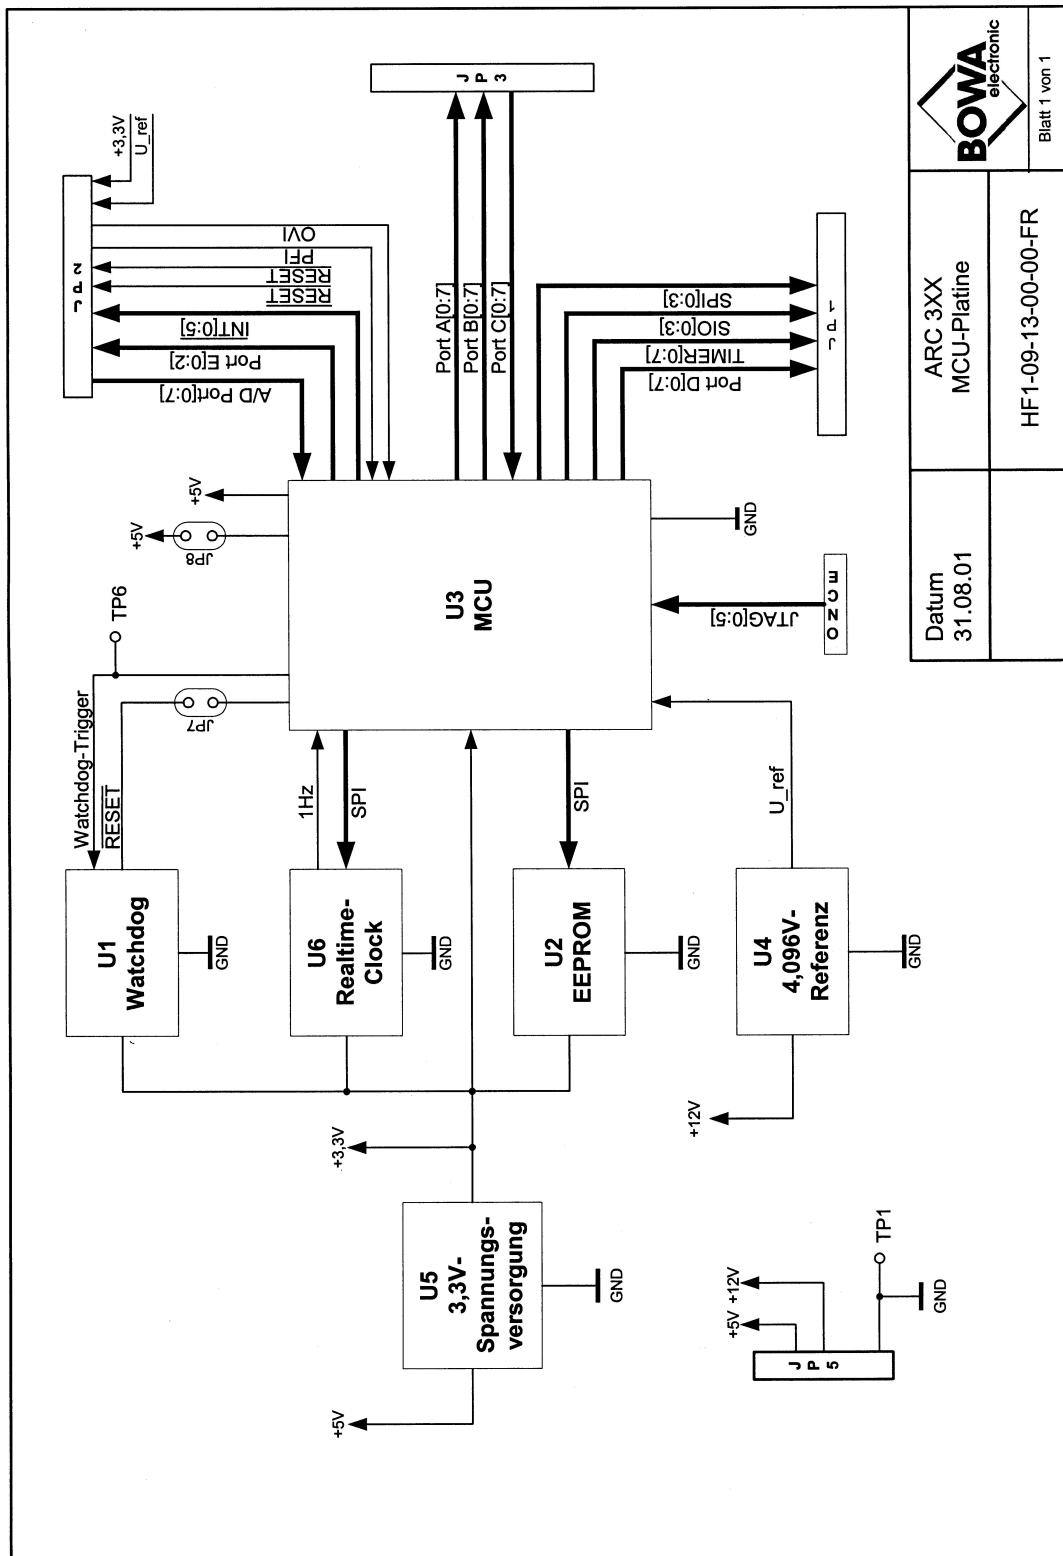 +3,3V
U_ref
J P 2
OVI
PFI
RESET
RESET
INT[0:5]
Port E[0:2]
A/D Port[0:7]
J P 3
Port A[0:7]
Port B[0:7]
Port C[0:7]
SPI[0:3]
SIO[0:3]
TIMER[0:7]
Port D[0:7]
J P 1
+5V
+5V
JP8
TP6
JP7
Watchdog-Trigger
RESET
U3
MCU
GND
JTAG[0:5]
O N C E
1Hz
SPI
SPI
U_ref
U1
Watchdog
GND
U6
Realtime-
Clock
GND
U2
EEPROM
GND
U4
4,096V-
Referenz
GND
+12V
+3,3V
U5
3,3V-
Spannungs-
versorgung
GND
+5V
+5V
+12V
J P 5
TP1
GND
Datum
31.08.01
ARC 3XX
MCU-Platine
HF1-09-13-00-00-FR
BOWA
electronic
Blatt 1 von 1